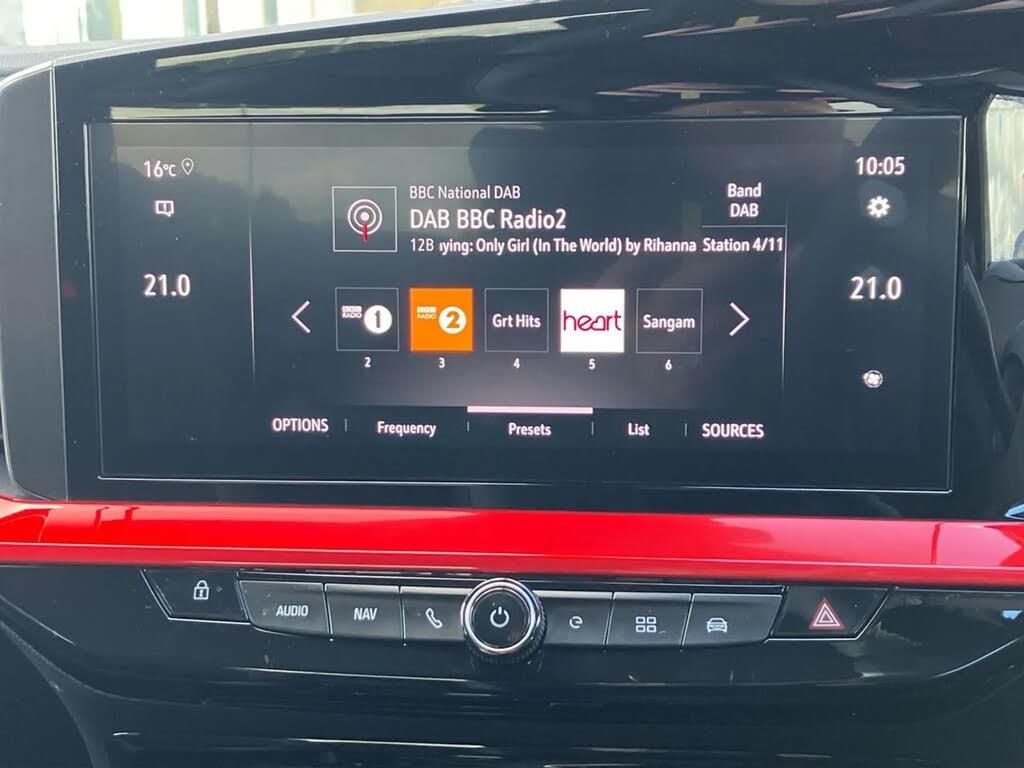 16°C
10:05
BBC National DAB
DAB BBC Radio2
12B ying: Only Girl (In The World) by Rihanna Station 4/11
Band
DAB
21.0
21.0
BBC RADIO 1
BBC RADIO 2
Grt Hits
heart
Sangam
2
3
4
5
6
OPTIONS
Frequency
Presets
List
SOURCES
AUDIO
NAV